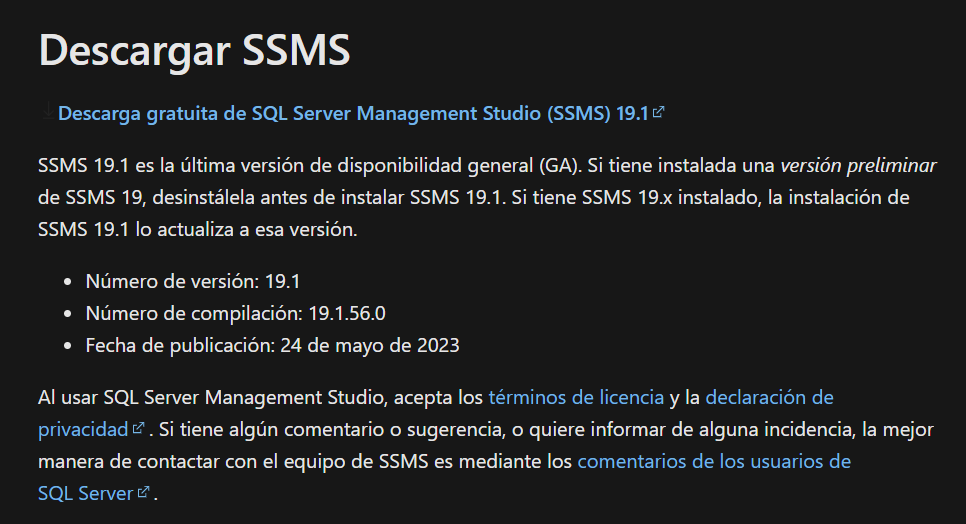 Descargar SSMS
Descarga gratuita de SQL Server Management Studio (SSMS) 19.1
SSMS 19.1 es la última versión de disponibilidad general (GA). Si tiene instalada una versión preliminar
de SSMS 19, desinstálela antes de instalar SSMS 19.1. Si tiene SSMS 19.x instalado, la instalación de
SSMS 19.1 lo actualiza a esa versión.
• Número de versión: 19.1
• Número de compilación: 19.1.56.0
• Fecha de publicación: 24 de mayo de 2023
Al usar SQL Server Management Studio, acepta los términos de licencia y la declaración de
privacidad . Si tiene algún comentario o sugerencia, o quiere informar de alguna incidencia, la mejor
manera de contactar con el equipo de SSMS es mediante los comentarios de los usuarios de
SQL Server .